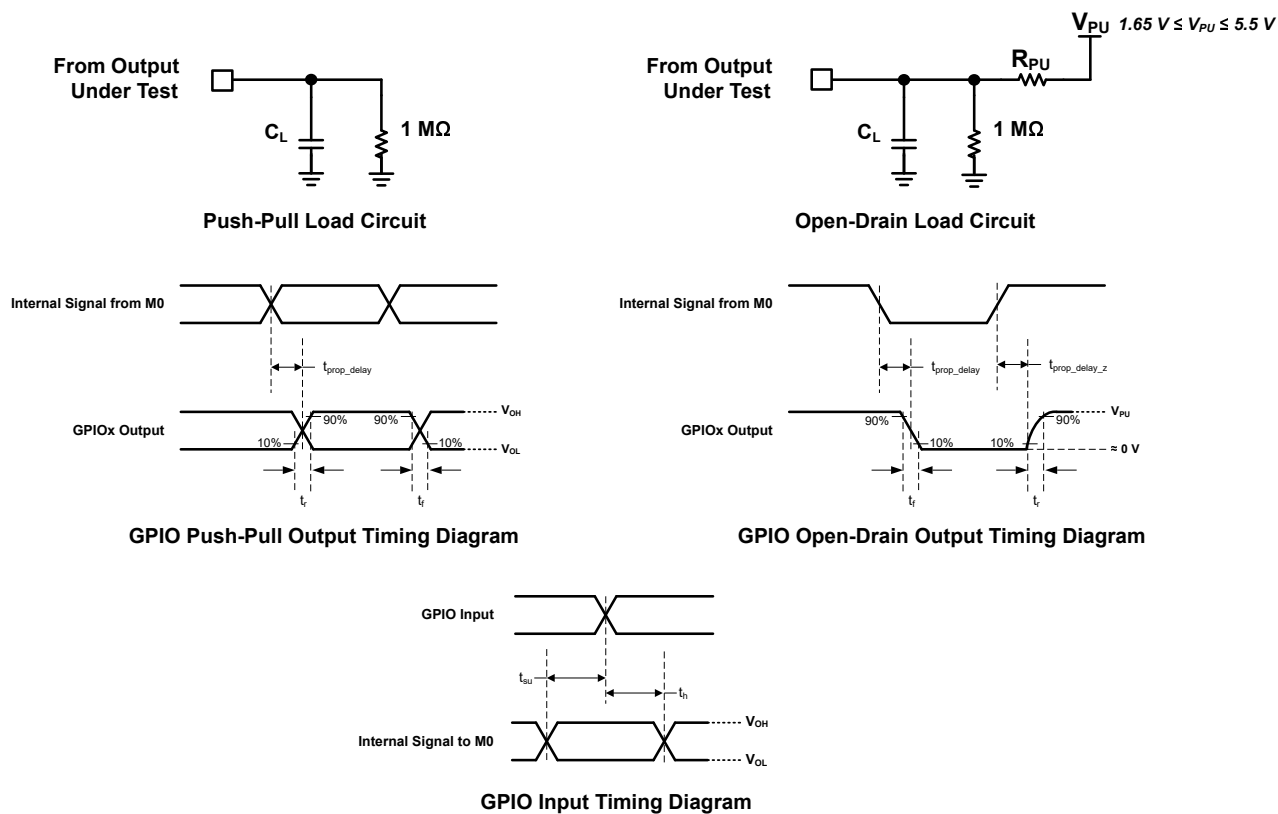 V_PU 1.65 V ≤ V_PU ≤ 5.5 V
From Output
Under Test
C_L
1 MΩ
Push-Pull Load Circuit
From Output
Under Test
R_PU
C_L
1 MΩ
Open-Drain Load Circuit
Internal Signal from M0
t_prop_delay
GPIOx Output
10%
90%
90%
10%
V_OH
V_OL
t_r
t_f
GPIO Push-Pull Output Timing Diagram
Internal Signal from M0
t_prop_delay
t_prop_delay_z
GPIOx Output
90%
10%
10%
90%
V_PU
≈ 0 V
t_f
t_r
GPIO Open-Drain Output Timing Diagram
GPIO Input
t_su
t_h
Internal Signal to M0
V_OH
V_OL
GPIO Input Timing Diagram